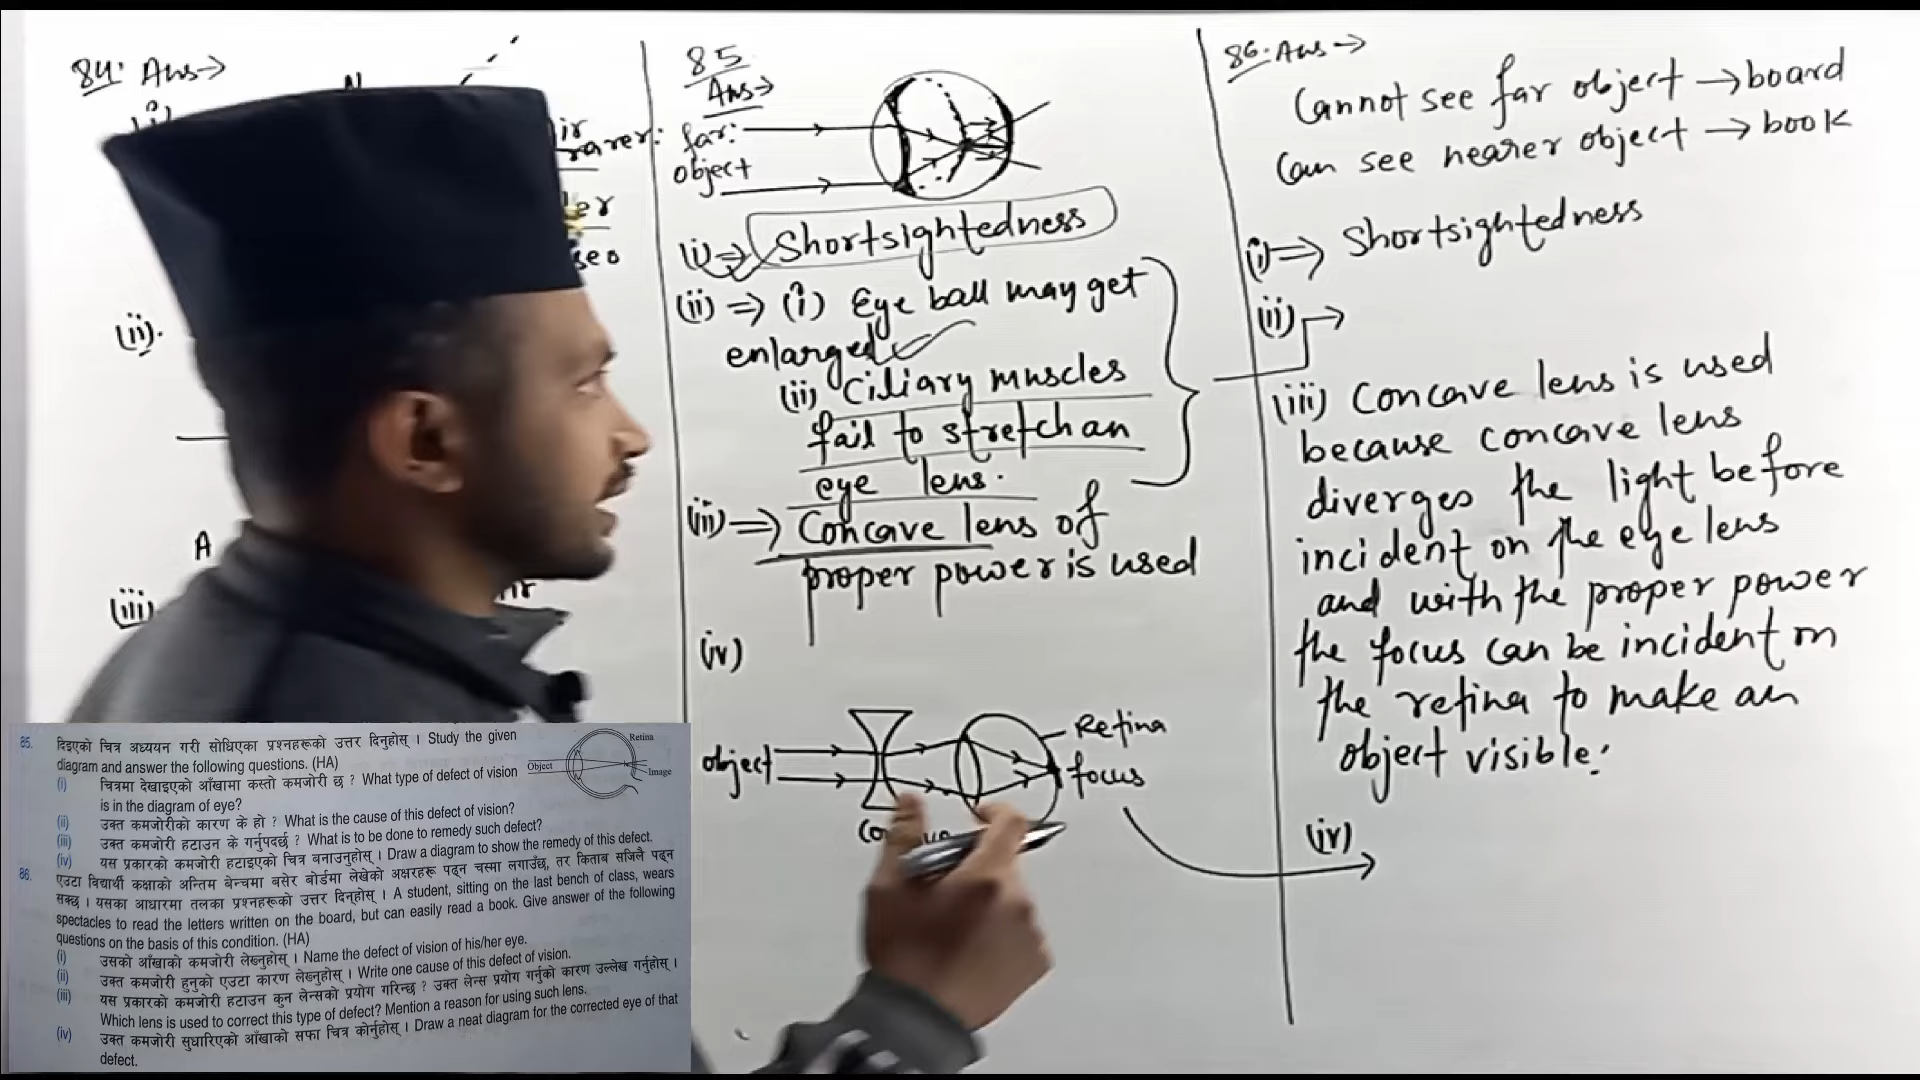 84. Ans→
(i)
N
ir
rarer:
er
seo
(ii).
A
(iii)
85
Ans→
far:
object
(i)⇒ Shortsightedness
(ii) ⇒ (i) Eye ball may get
enlarged
(ii) Ciliary muscles
fail to stretch an
eye lens.
(iii)⇒ Concave lens of
proper power is used
(iv)
object
Retina
focus
86. Ans→
Cannot see far object → board
Can see nearer object → book
(i)⇒ Shortsightedness
(ii)→
(iii) Concave lens is used
because concave lens
diverges the light before
incident on the eye lens
and with the proper power
the focus can be incident on
the retina to make an
object visible.
(iv)
85. दिइएको चित्र अध्ययन गरी सोधिएका प्रश्नहरूको उत्तर दिनुहोस् । Study the given
diagram and answer the following questions. (HA)
Retina
Object
Image
(i) चित्रमा देखाइएको आँखामा कस्तो कमजोरी छ ? What type of defect of vision
is in the diagram of eye?
(ii) उक्त कमजोरीको कारण के हो ? What is the cause of this defect of vision?
(iii) उक्त कमजोरी हटाउन के गर्नुपदर्छ ? What is to be done to remedy such defect?
(iv) यस प्रकारको कमजोरी हटाइएको चित्र बनाउनुहोस् । Draw a diagram to show the remedy of this defect.
86. एउटा विद्यार्थी कक्षाको अन्तिम बेन्चमा बसेर बोर्डमा लेखेको अक्षरहरू पढ्न चस्मा लगाउँछ, तर किताब सजिलै पढ्न
सक्छ । यसका आधारमा तलका प्रश्नहरूको उत्तर दिनुहोस् । A student, sitting on the last bench of class, wears
spectacles to read the letters written on the board, but can easily read a book. Give answer of the following
questions on the basis of this condition. (HA)
(i) उसको आँखाको कमजोरी लेख्नुहोस् । Name the defect of vision of his/her eye.
(ii) उक्त कमजोरी हुनुको एउटा कारण लेख्नुहोस् । Write one cause of this defect of vision.
(iii) यस प्रकारको कमजोरी हटाउन कुन लेन्सको प्रयोग गरिन्छ ? उक्त लेन्स प्रयोग गर्नुको कारण उल्लेख गर्नुहोस् ।
Which lens is used to correct this type of defect? Mention a reason for using such lens.
(iv) उक्त कमजोरी सुधारिएको आँखाको सफा चित्र कोर्नुहोस् । Draw a neat diagram for the corrected eye of that
defect.